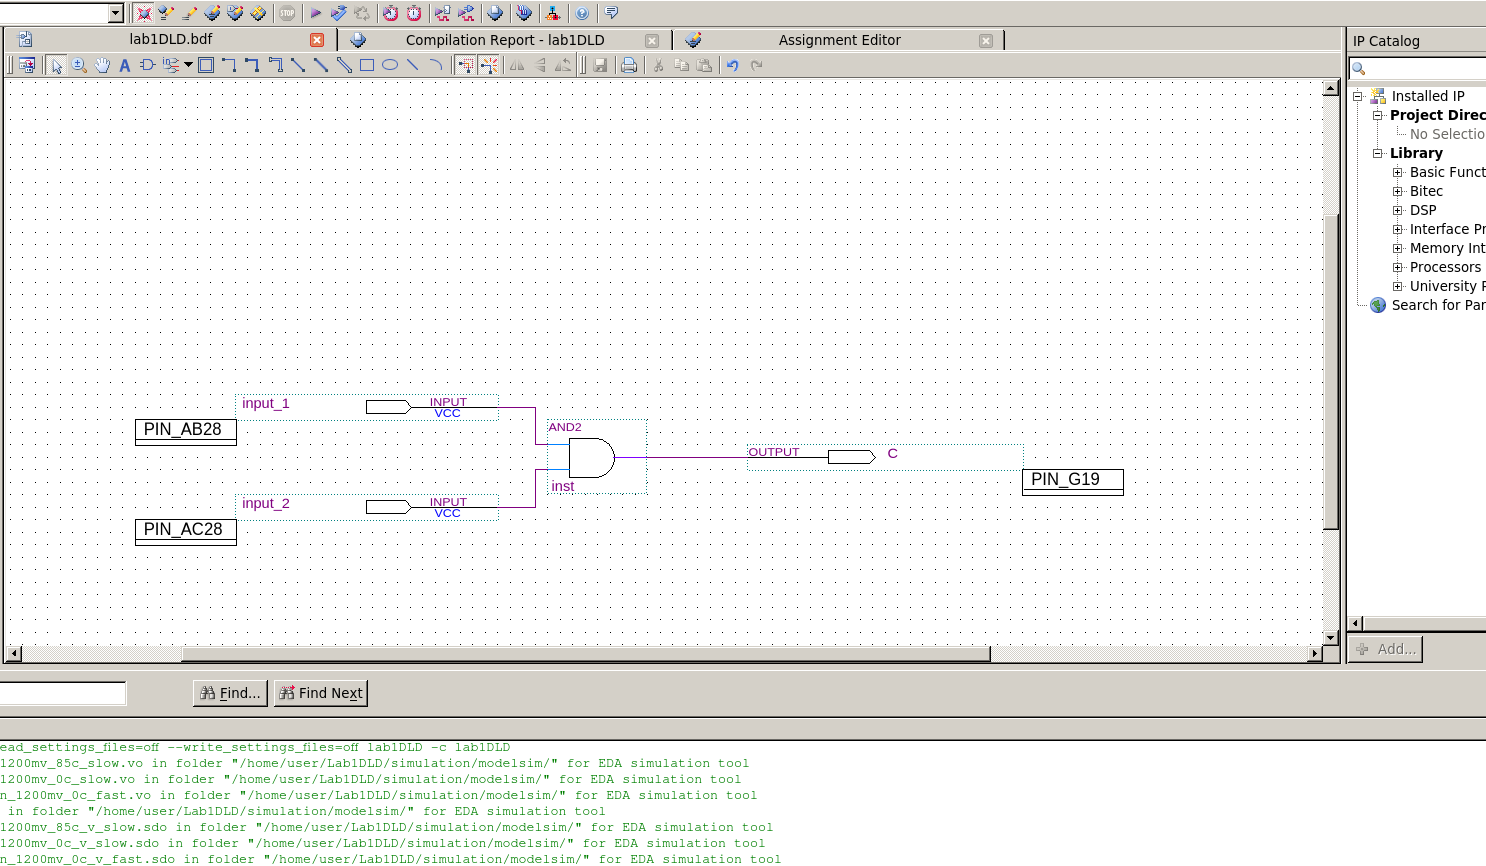 STOP
lab1DLD.bdf
Compilation Report - lab1DLD
Assignment Editor
IP Catalog
A
Installed IP
Project Direc
No Selectio
Library
Basic Funct
Bitec
DSP
Interface Pr
Memory Int
Processors
University P
Search for Par
input_1
INPUT
VCC
PIN_AB28
AND2
inst
OUTPUT
C
PIN_G19
input_2
INPUT
VCC
PIN_AC28
Add...
Find...
Find Next
ead_settings_files=off --write_settings_files=off lab1DLD -c lab1DLD
1200mv_85c_slow.vo in folder "/home/user/Lab1DLD/simulation/modelsim/" for EDA simulation tool
1200mv_0c_slow.vo in folder "/home/user/Lab1DLD/simulation/modelsim/" for EDA simulation tool
n_1200mv_0c_fast.vo in folder "/home/user/Lab1DLD/simulation/modelsim/" for EDA simulation tool
in folder "/home/user/Lab1DLD/simulation/modelsim/" for EDA simulation tool
1200mv_85c_v_slow.sdo in folder "/home/user/Lab1DLD/simulation/modelsim/" for EDA simulation tool
1200mv_0c_v_slow.sdo in folder "/home/user/Lab1DLD/simulation/modelsim/" for EDA simulation tool
n_1200mv_0c_v_fast.sdo in folder "/home/user/Lab1DLD/simulation/modelsim/" for EDA simulation tool